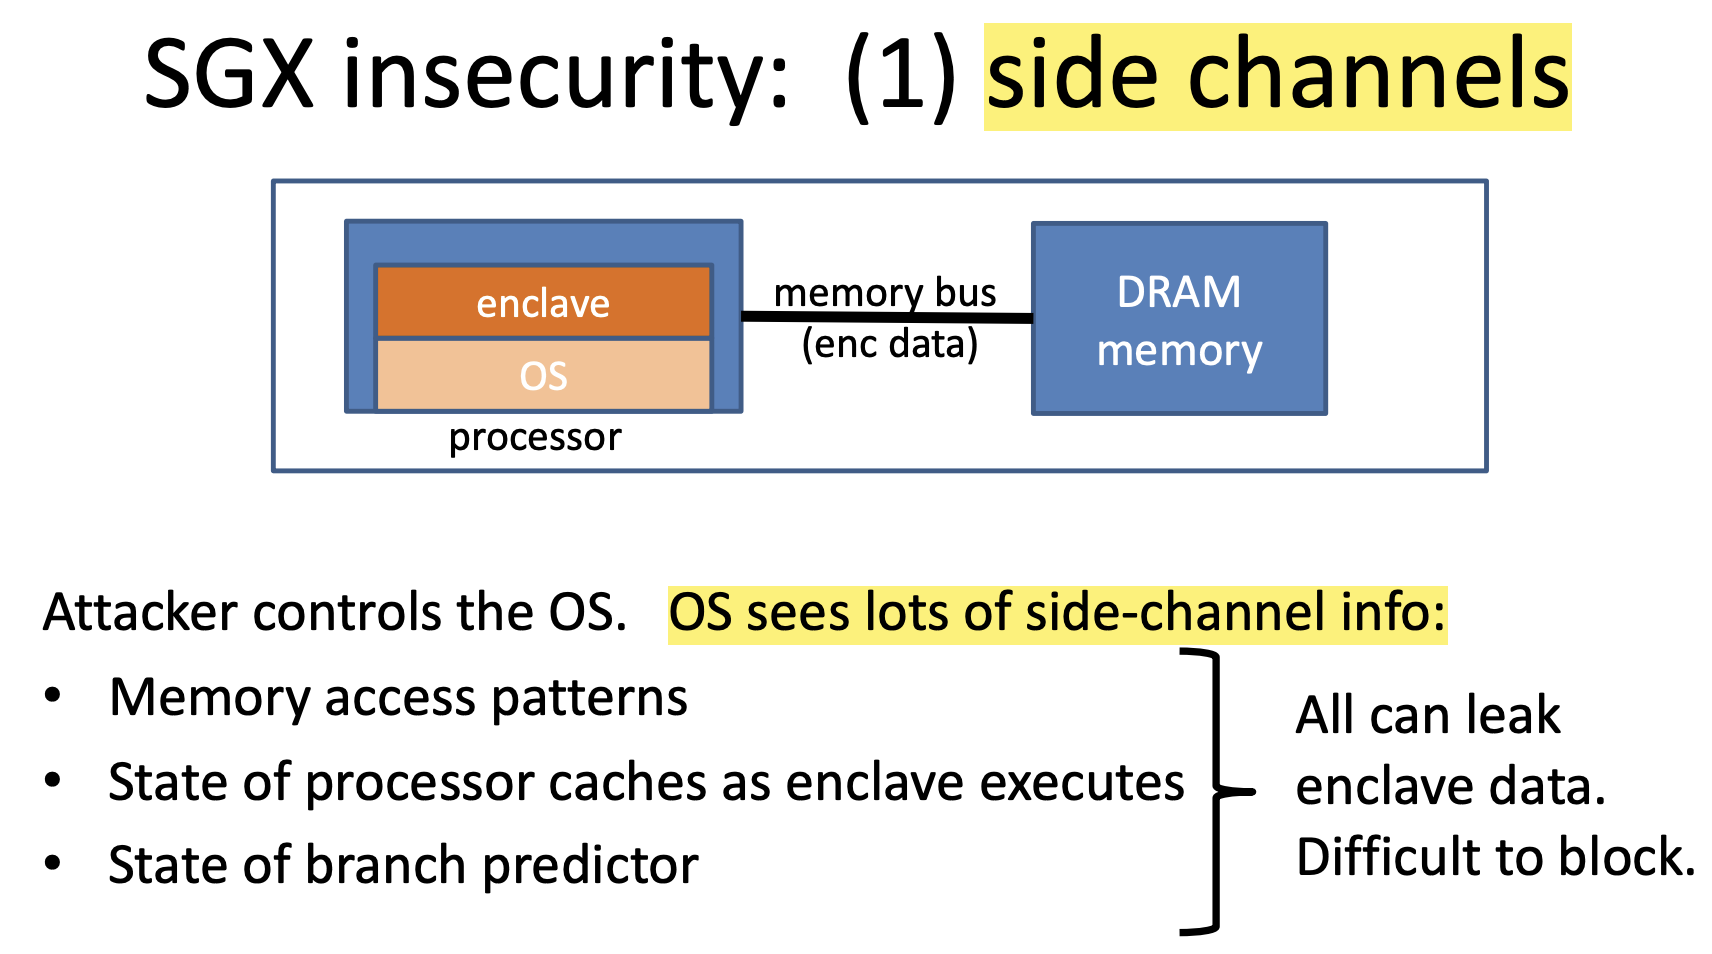 SGX insecurity: (1) side channels
enclave
OS
processor
memory bus
(enc data)
DRAM
memory
Attacker controls the OS. OS sees lots of side-channel info:
• Memory access patterns
• State of processor caches as enclave executes
• State of branch predictor
All can leak
enclave data.
Difficult to block.